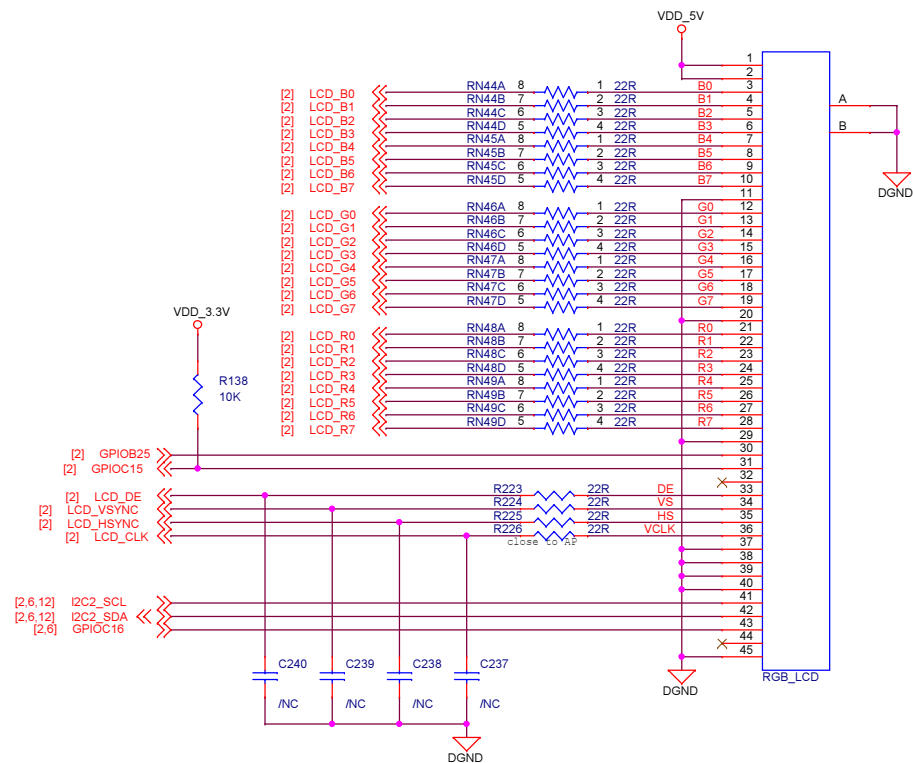 VDD_5V
1
2
[2] LCD_B0 RN44A 8 1 22R B0 3
[2] LCD_B1 RN44B 7 2 22R B1 4 A
[2] LCD_B2 RN44C 6 3 22R B2 5
[2] LCD_B3 RN44D 5 4 22R B3 6 B
[2] LCD_B4 RN45A 8 1 22R B4 7
[2] LCD_B5 RN45B 7 2 22R B5 8
[2] LCD_B6 RN45C 6 3 22R B6 9
[2] LCD_B7 RN45D 5 4 22R B7 10
DGND
11
[2] LCD_G0 RN46A 8 1 22R G0 12
[2] LCD_G1 RN46B 7 2 22R G1 13
[2] LCD_G2 RN46C 6 3 22R G2 14
[2] LCD_G3 RN46D 5 4 22R G3 15
[2] LCD_G4 RN47A 8 1 22R G4 16
[2] LCD_G5 RN47B 7 2 22R G5 17
[2] LCD_G6 RN47C 6 3 22R G6 18
[2] LCD_G7 RN47D 5 4 22R G7 19
VDD_3.3V
20
[2] LCD_R0 RN48A 8 1 22R R0 21
[2] LCD_R1 RN48B 7 2 22R R1 22
[2] LCD_R2 RN48C 6 3 22R R2 23
[2] LCD_R3 RN48D 5 4 22R R3 24
R138
10K
[2] LCD_R4 RN49A 8 1 22R R4 25
[2] LCD_R5 RN49B 7 2 22R R5 26
[2] LCD_R6 RN49C 6 3 22R R6 27
[2] LCD_R7 RN49D 5 4 22R R7 28
29
[2] GPIOB25 30
[2] GPIOC15 31
32
[2] LCD_DE R223 22R DE 33
[2] LCD_VSYNC R224 22R VS 34
[2] LCD_HSYNC R225 22R HS 35
[2] LCD_CLK R226 22R VCLK 36
close to AP
37
38
39
40
[2,6,12] I2C2_SCL 41
[2,6,12] I2C2_SDA 42
[2,6] GPIOC16 43
44
45
C240 C239 C238 C237
/NC /NC /NC /NC
RGB_LCD
DGND
DGND